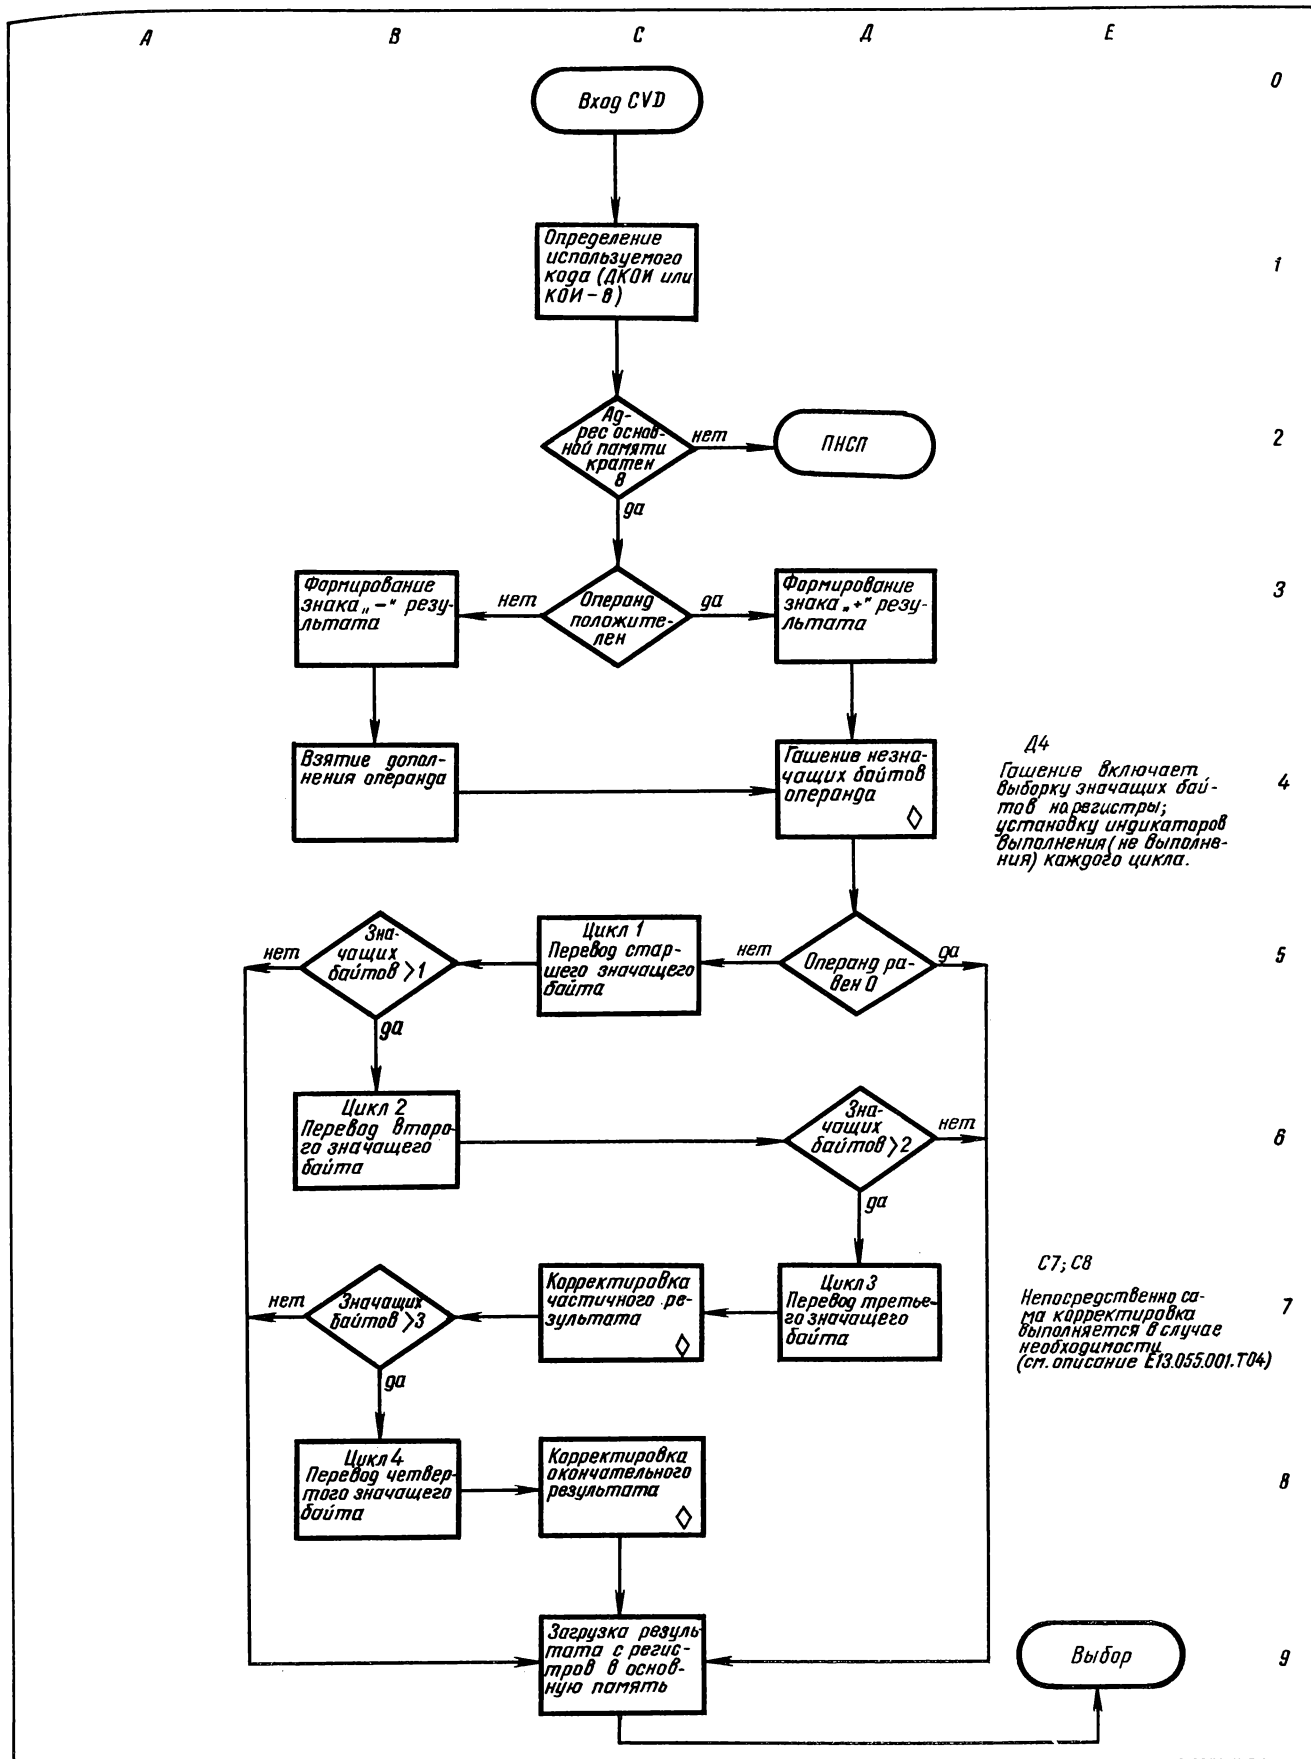 А
В
С
Д
Е
0
Вход CVD
Определение
используемого
кода (ДКОИ или
КОИ-8)
1
Ад-
рес основ-
ной памяти
кратен
8
нет
ПНСП
2
да
Формирование
знака „-" резу-
льтата
нет
Операнд
положите-
лен
да
Формирование
знака „+" резу-
льтата
3
Взятие допол-
нения операнда
Гашение незна-
чащих байтов
операнда
Д4
Гашение включает
выборку значащих бай-
тов на регистры;
установку индикаторов
выполнения (не выполне-
ния) каждого цикла.
4
нет
Зна-
чащих
байтов >1
Цикл 1
Перевод стар-
шего значащего
байта
нет
Операнд ра-
вен 0
да
5
да
Цикл 2
Перевод второ-
го значащего
байта
Зна-
чащих
байтов >2
нет
6
да
нет
Значащих
байтов >3
Корректировка
частичного ре-
зультата
Цикл 3
Перевод третье-
го значащего
байта
С7; С8
Непосредственно са-
ма корректировка
выполняется в случае
необходимости
(см. описание Е13.055.001.Т04)
7
да
Цикл 4
Перевод четвер-
того значащего
байта
Корректировка
окончательного
результата
8
Загрузка резуль-
тата с регис-
тров в основ-
ную память
Выбор
9